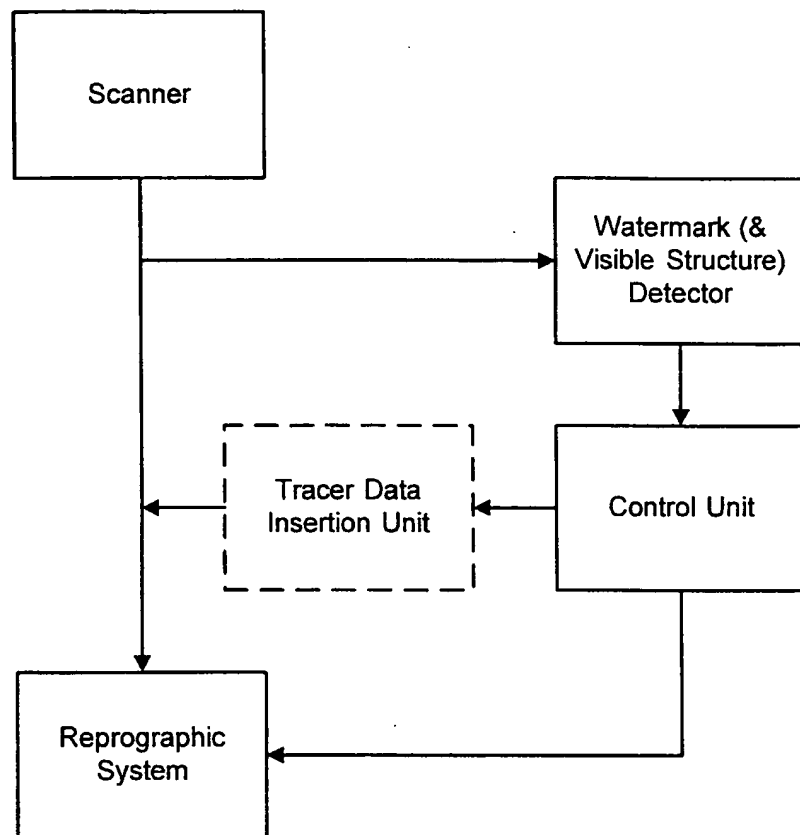 Scanner
Watermark (&
Visible Structure)
Detector
Tracer Data
Insertion Unit
Control Unit
Reprographic
System